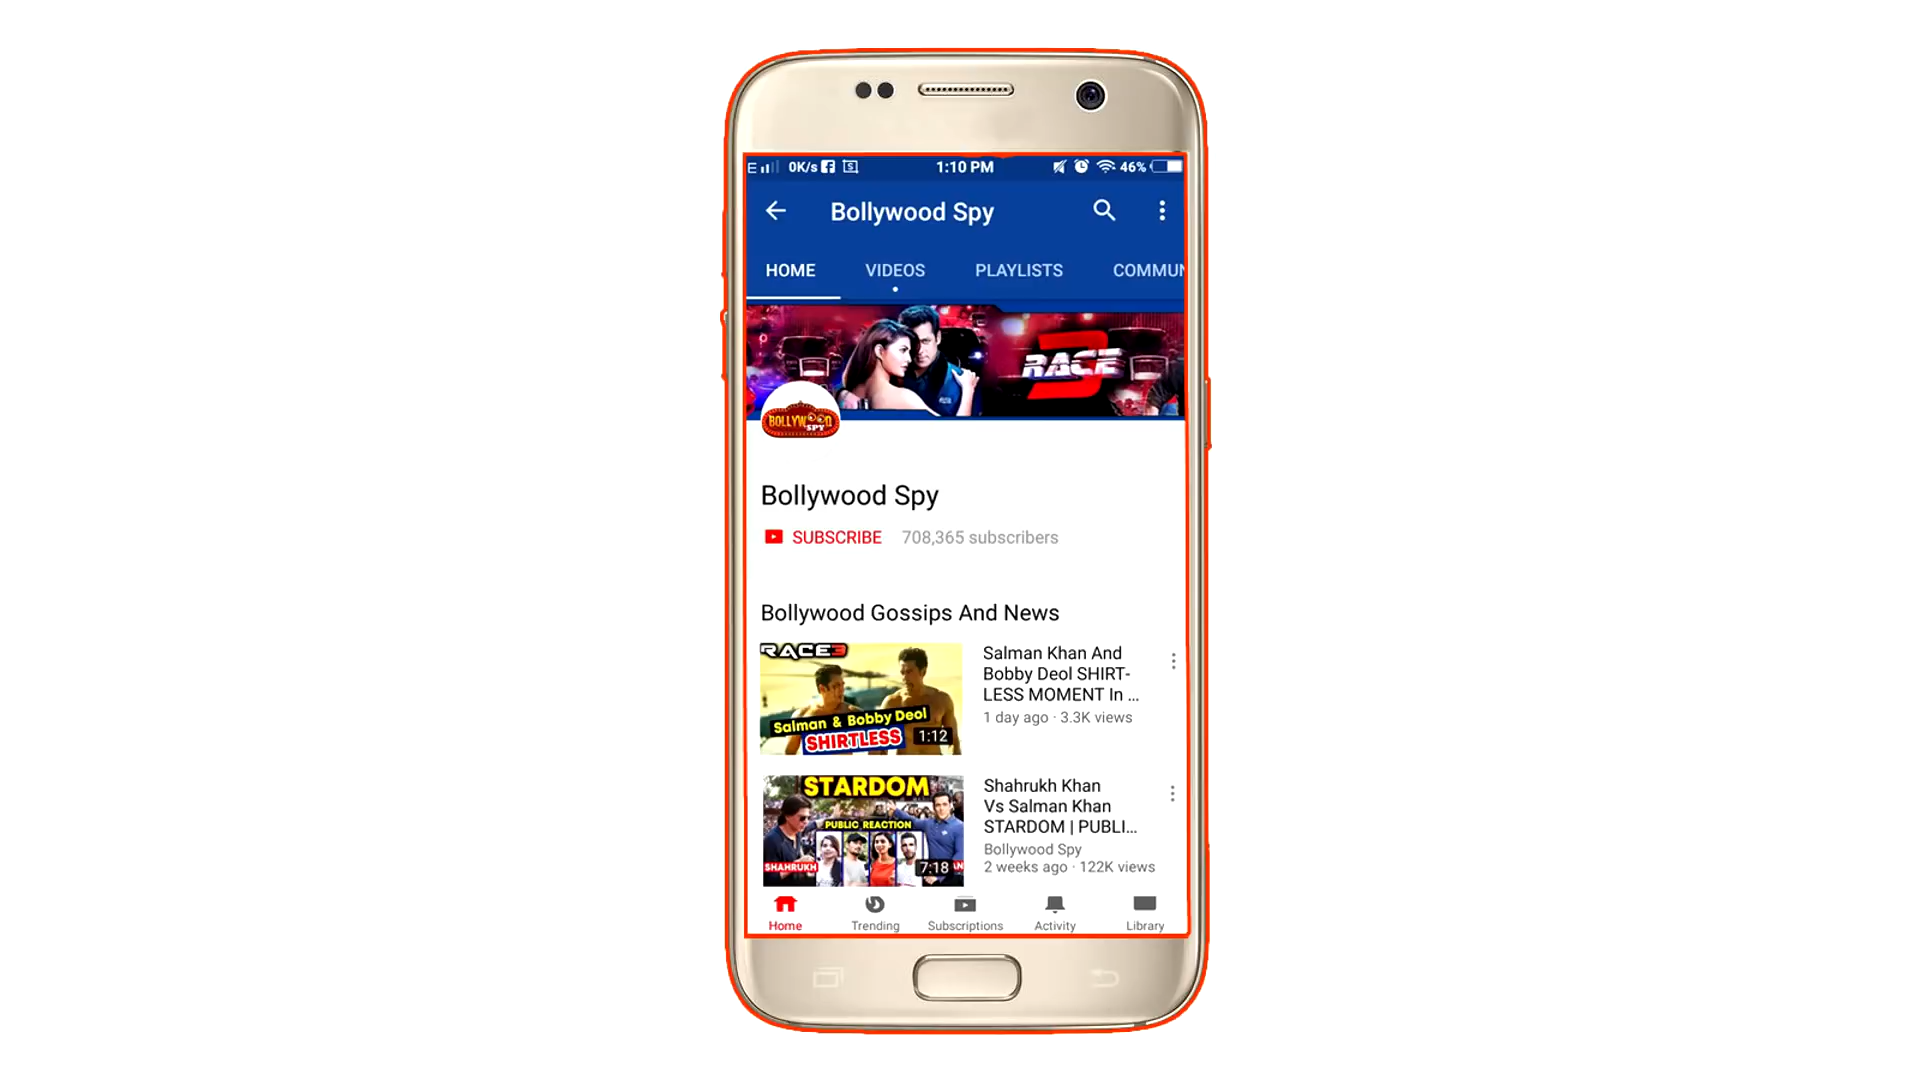 E 0K/s 1:10 PM 46%
Bollywood Spy
HOME VIDEOS PLAYLISTS COMMUN
RACE 3
BOLLYWOOD
SPY
Bollywood Spy
SUBSCRIBE 708,365 subscribers
Bollywood Gossips And News
RACE3
Salman & Bobby Deol
SHIRTLESS
1:12
Salman Khan And
Bobby Deol SHIRT-
LESS MOMENT In ...
1 day ago · 3.3K views
STARDOM
PUBLIC REACTION
SHAHRUKH
7:18
Shahrukh Khan
Vs Salman Khan
STARDOM | PUBLI...
Bollywood Spy
2 weeks ago · 122K views
Home Trending Subscriptions Activity Library